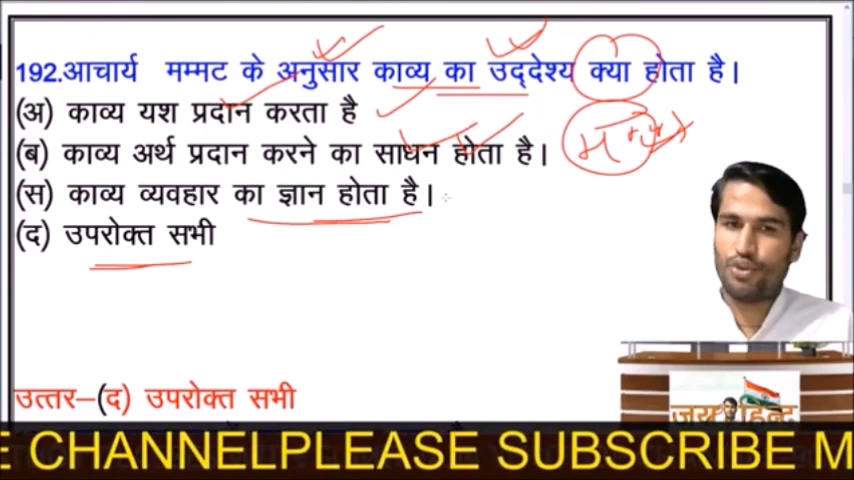 192.आचार्य मम्मट के अनुसार काव्य का उद्देश्य क्या होता है।
(अ) काव्य यश प्रदान करता है
(ब) काव्य अर्थ प्रदान करने का साधन होता है।
(स) काव्य व्यवहार का ज्ञान होता है।
(द) उपरोक्त सभी
उत्तर–(द) उपरोक्त सभी
जय हिन्द
E CHANNELPLEASE SUBSCRIBE M